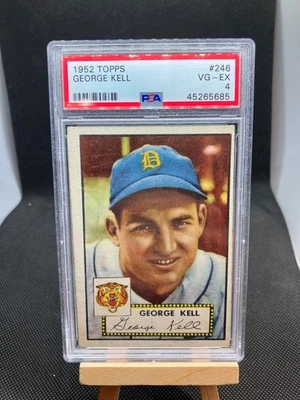 1952 TOPPS #246
GEORGE KELL VG-EX
4
PSA 45265685
D
GEORGE KELL
George Kell